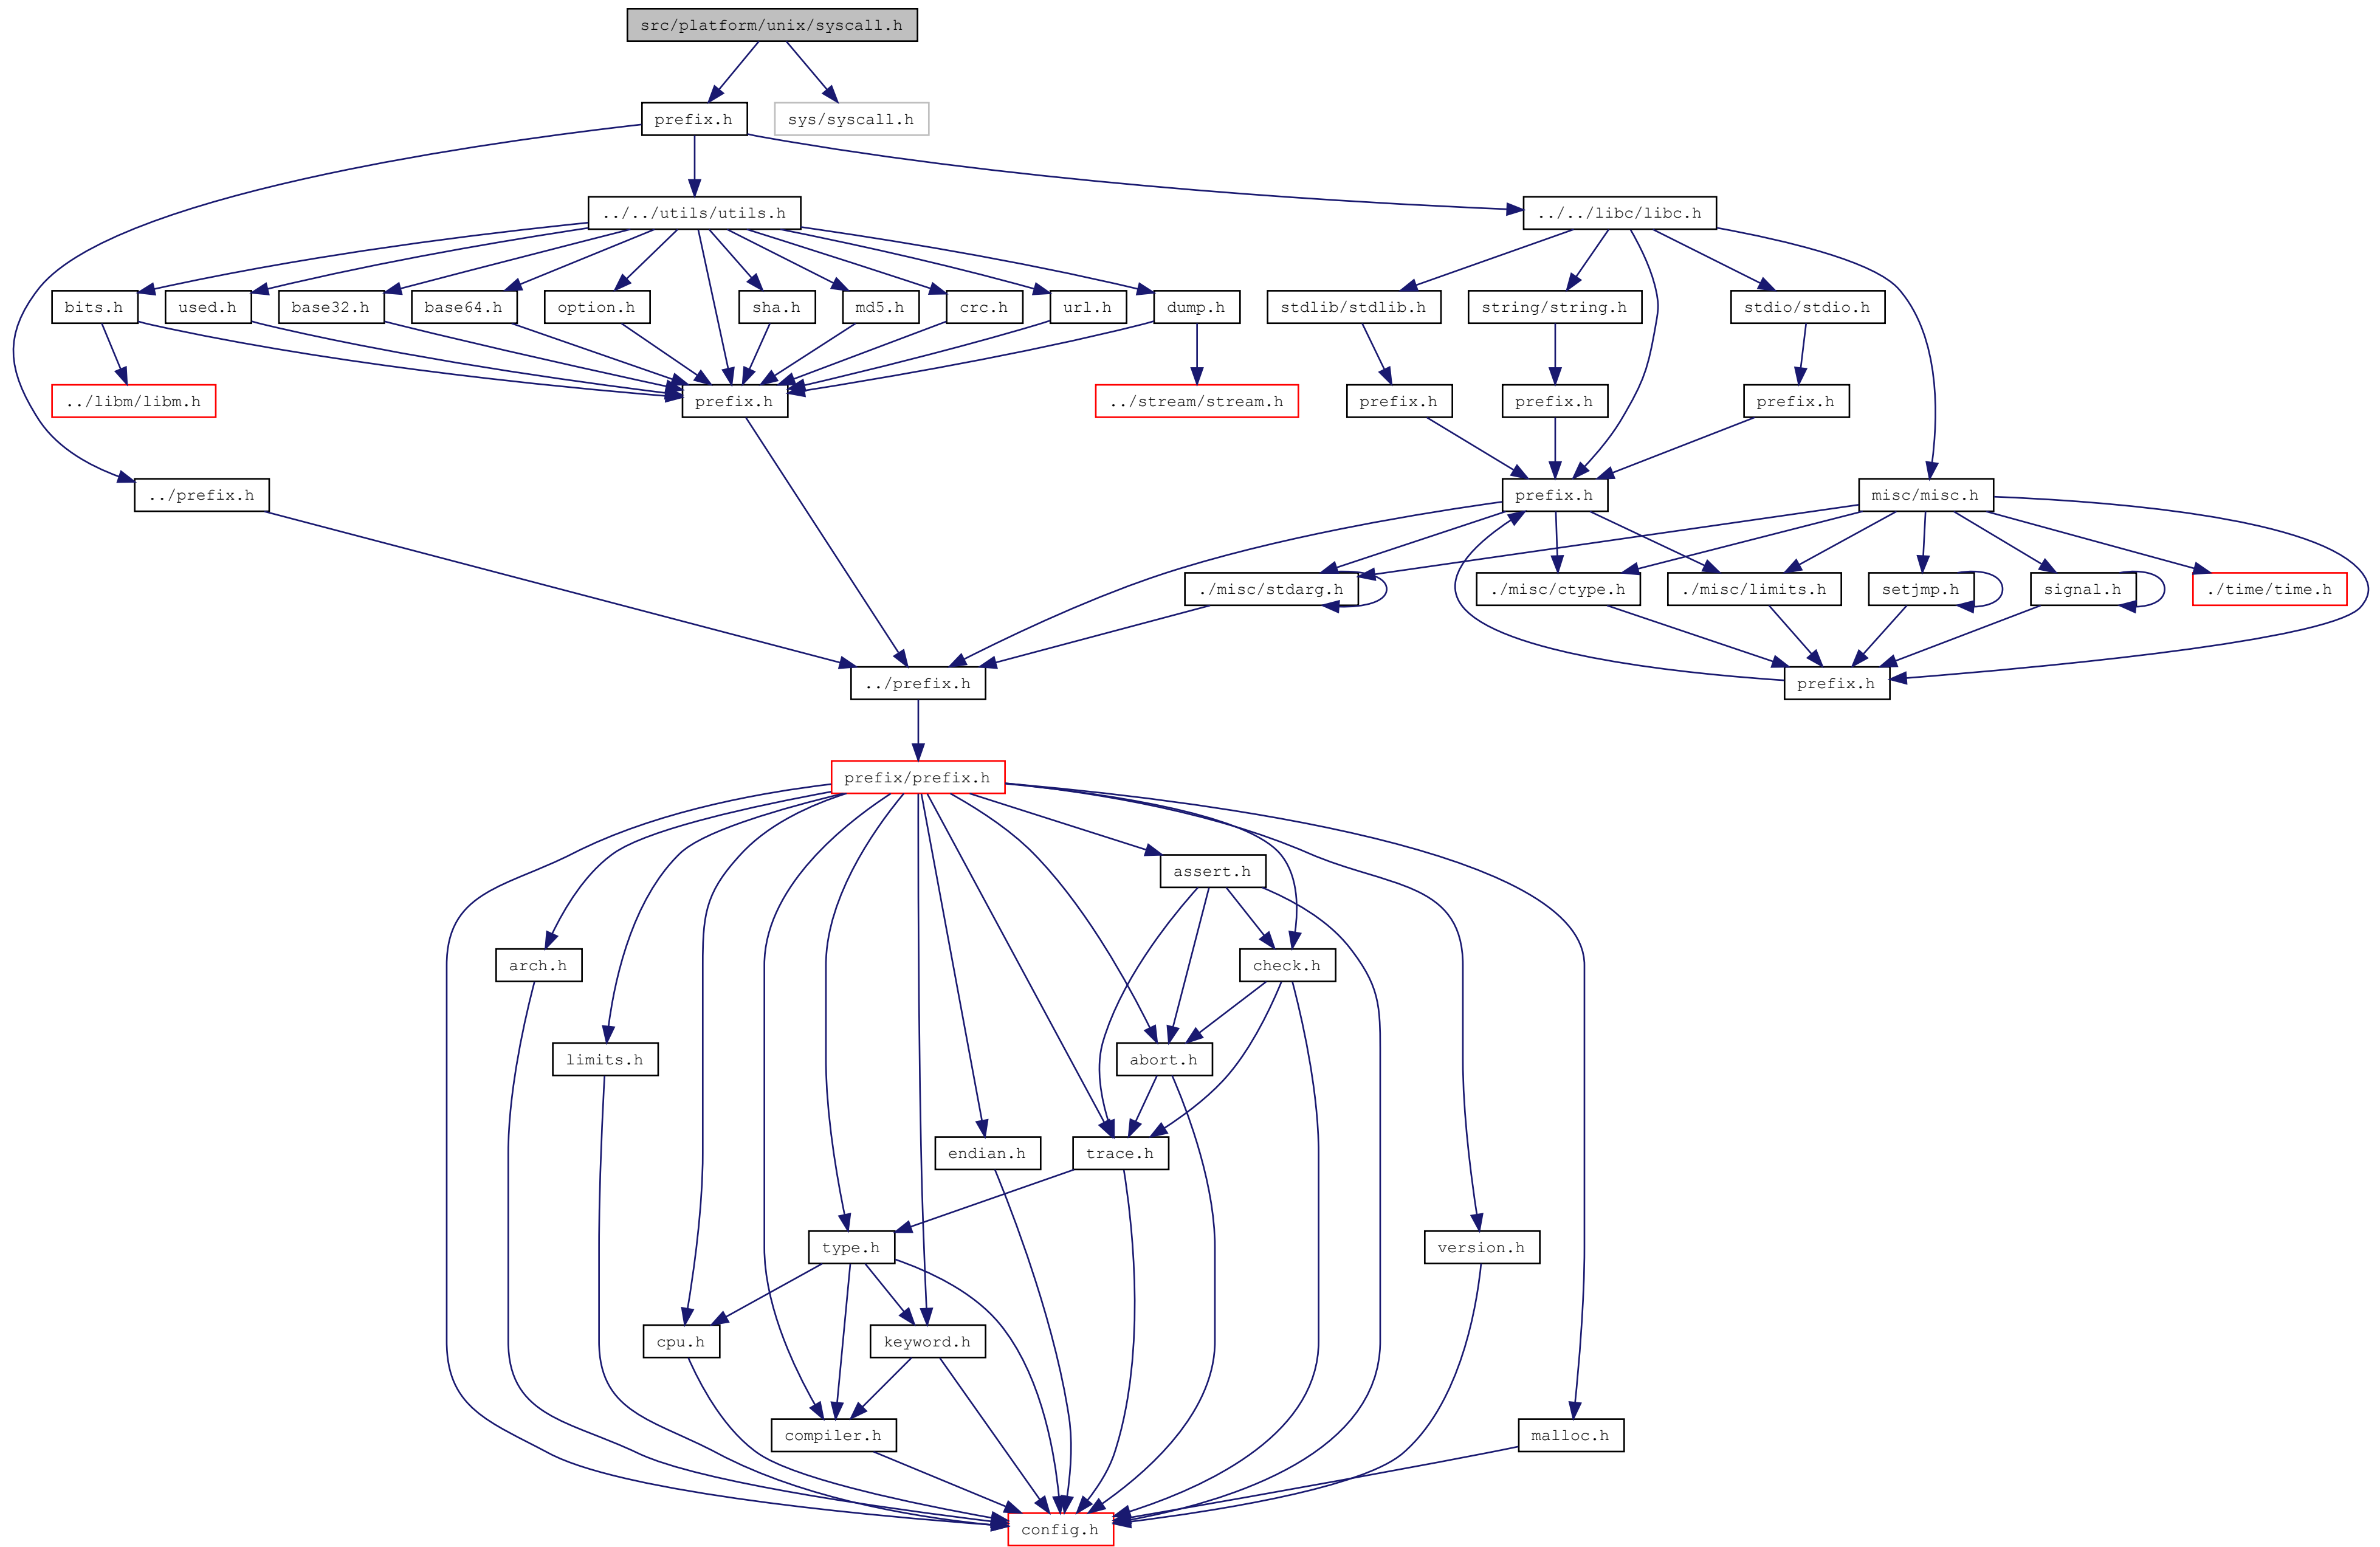 src/platform/unix/syscall.h
prefix.h
sys/syscall.h
../../utils/utils.h
../../libc/libc.h
bits.h
used.h
base32.h
base64.h
option.h
sha.h
md5.h
crc.h
url.h
dump.h
stdlib/stdlib.h
string/string.h
stdio/stdio.h
../libm/libm.h
prefix.h
../stream/stream.h
prefix.h
prefix.h
prefix.h
../prefix.h
prefix.h
misc/misc.h
./misc/stdarg.h
./misc/ctype.h
./misc/limits.h
setjmp.h
signal.h
./time/time.h
../prefix.h
prefix.h
prefix/prefix.h
assert.h
arch.h
check.h
limits.h
abort.h
endian.h
trace.h
type.h
version.h
cpu.h
keyword.h
compiler.h
malloc.h
config.h